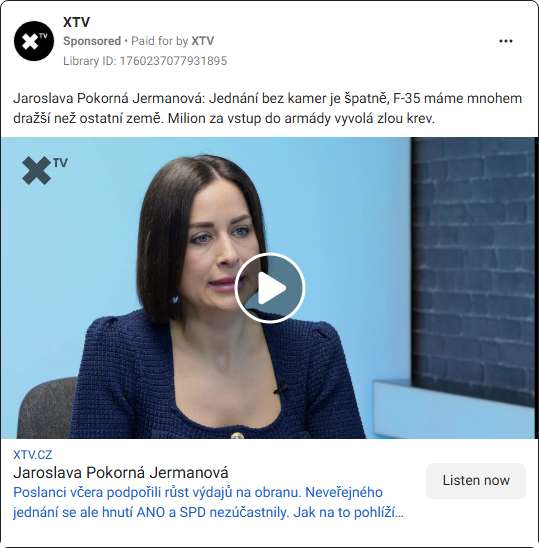 XTV
Sponsored • Paid for by XTV
Library ID: 1760237077931895
Jaroslava Pokorná Jermanová: Jednání bez kamer je špatně, F-35 máme mnohem
dražší než ostatní země. Milion za vstup do armády vyvolá zlou krev.
XTV
XTV.CZ
Jaroslava Pokorná Jermanová
Poslanci včera podpořili růst výdajů na obranu. Neveřejného
jednání se ale hnutí ANO a SPD nezúčastnily. Jak na to pohlíží…
Listen now